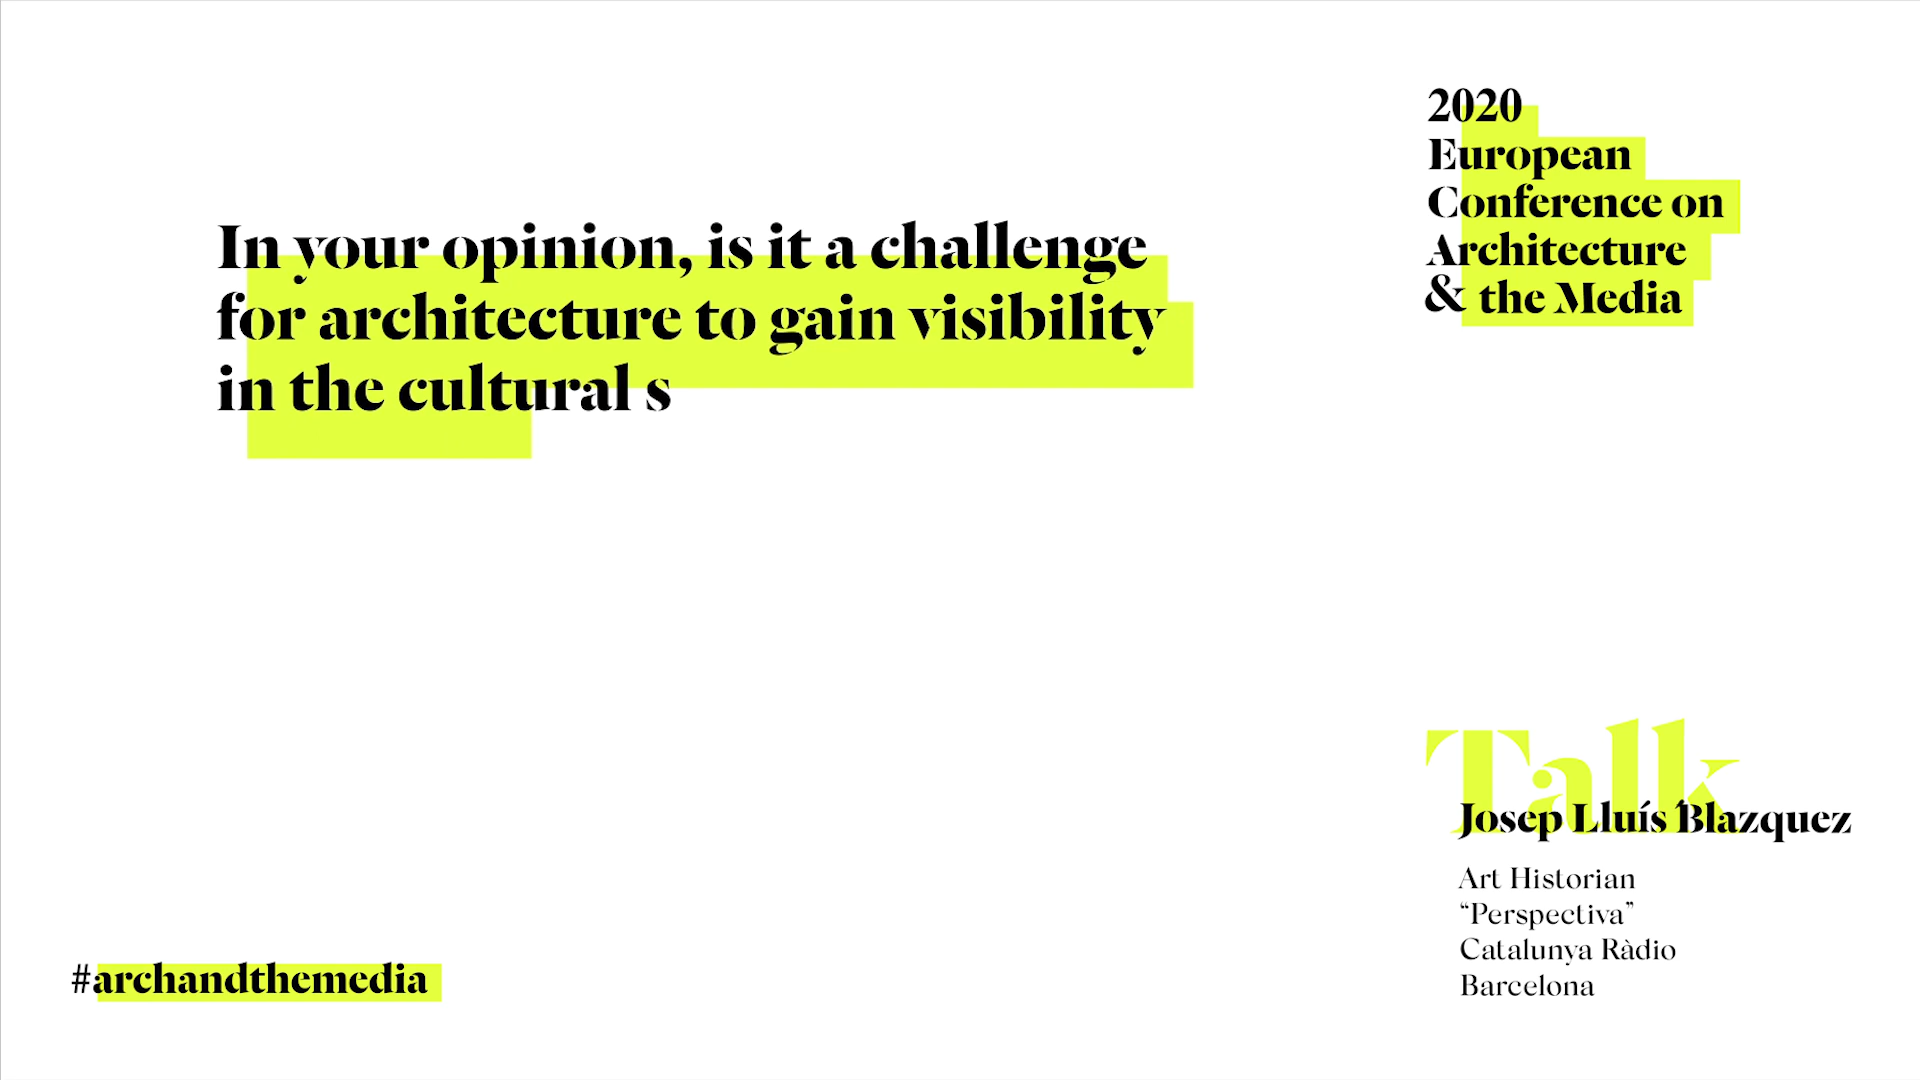 In your opinion, is it a challenge
for architecture to gain visibility
in the cultural s
2020
European
Conference on
Architecture
& the Media
Talk
Josep Lluís Blazquez
Art Historian
“Perspectiva”
Catalunya Ràdio
Barcelona
#archandthemedia